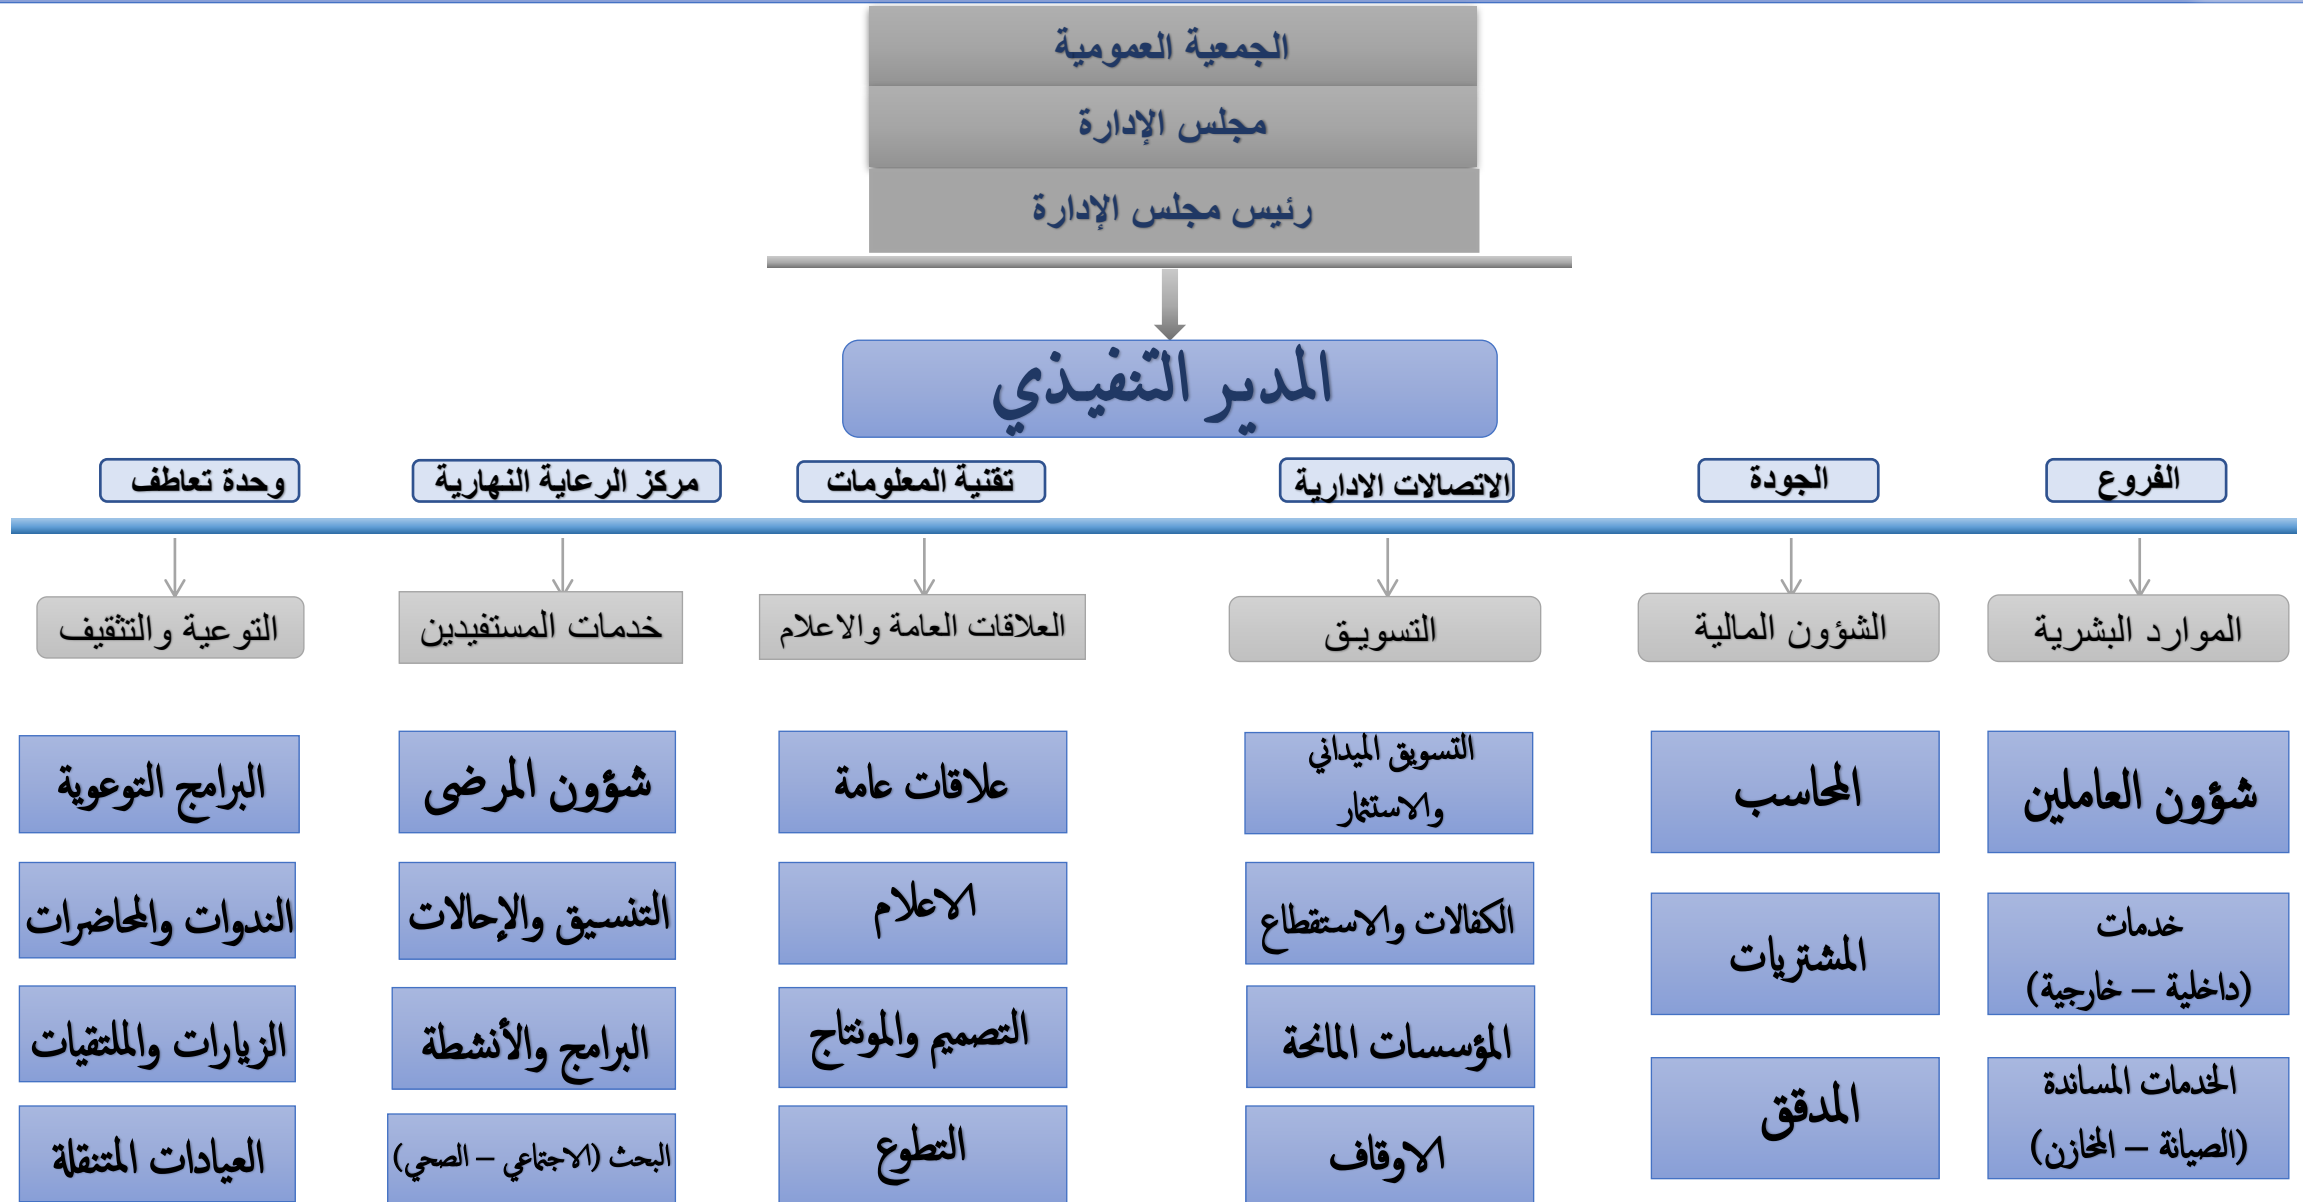 الجمعية العمومية
مجلس الإدارة
رئيس مجلس الإدارة
المدير التنفيذي
الفروع
الجودة
الاتصالات الادارية
تقنية المعلومات
مركز الرعاية النهارية
وحدة تعاطف
الموارد البشرية
الشؤون المالية
التسويق
العلاقات العامة والاعلام
خدمات المستفيدين
التوعية والتثقيف
شؤون العاملين
خدمات
(داخلية – خارجية)
الخدمات المساندة
(الصيانة – المخازن)
المحاسب
المشتريات
المدقق
التسويق الميداني
والاستثمار
الكفالات والاستقطاع
المؤسسات المانحة
الاوقاف
علاقات عامة
الاعلام
التصميم والمونتاج
التطوع
شؤون المرضى
التنسيق والإحالات
البرامج والأنشطة
البحث (الاجتماعي – الصحي)
البرامج التوعوية
الندوات والمحاضرات
الزيارات والملتقيات
العيادات المتنقلة